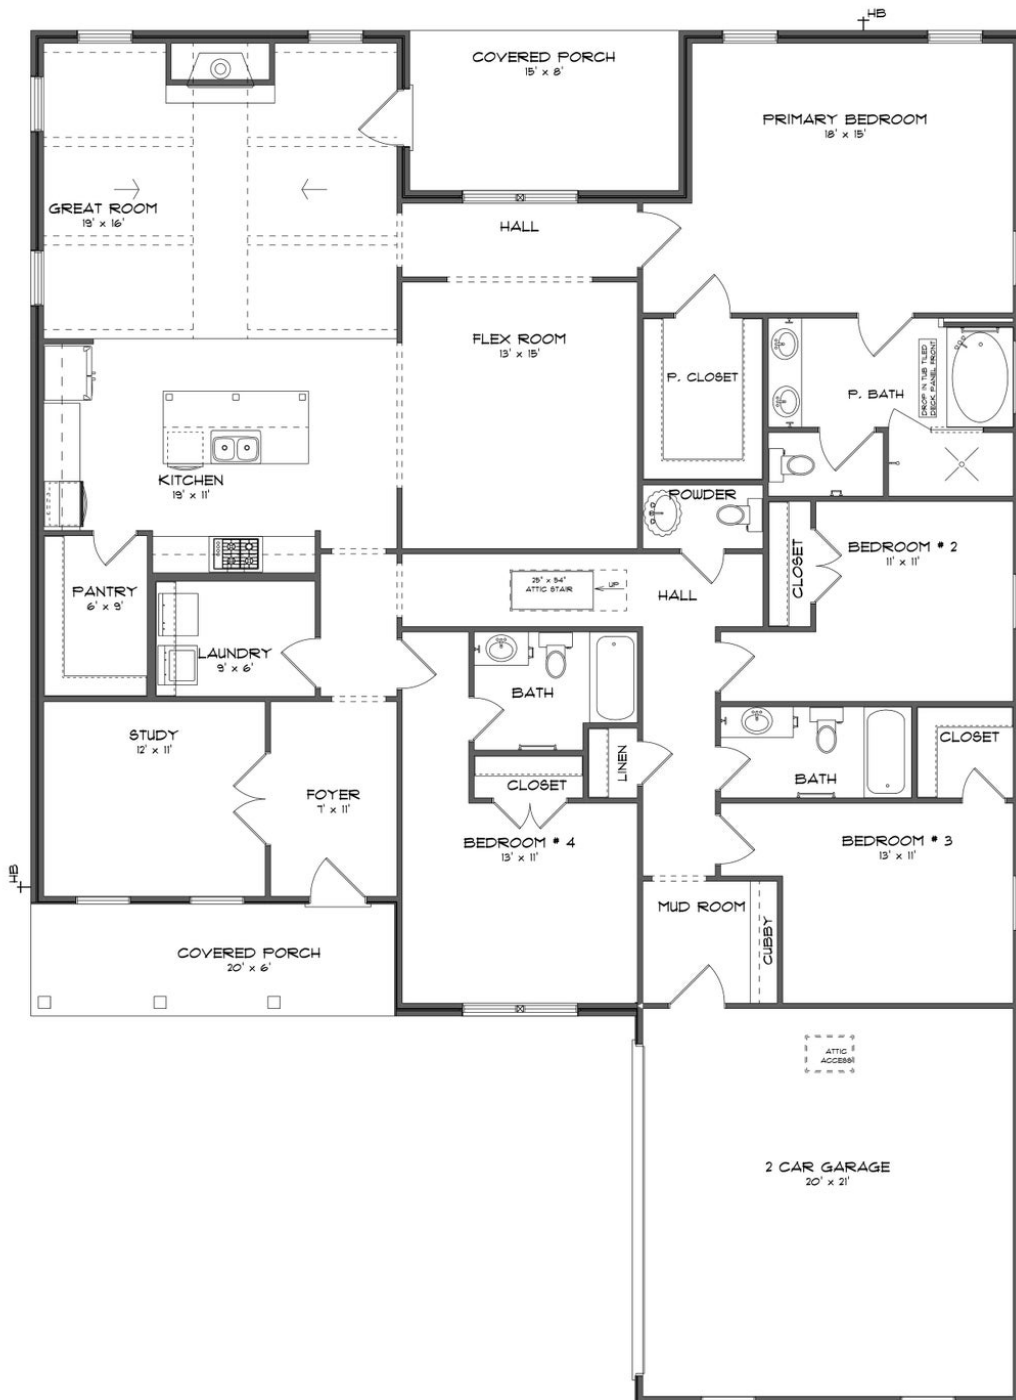 HB
COVERED PORCH
15' x 8'
PRIMARY BEDROOM
18' x 15'
GREAT ROOM
19' x 16'
HALL
FLEX ROOM
13' x 15'
P. CLOSET
DROP IN TUB TILED
DECK PANEL FRONT
P. BATH
KITCHEN
19' x 11'
POWDER
CLOSET
BEDROOM # 2
11' x 11'
PANTRY
6' x 9'
25" x 54"
ATTIC STAIR
UP
HALL
LAUNDRY
9' x 6'
BATH
STUDY
12' x 11'
LINEN
CLOSET
FOYER
7' x 11'
CLOSET
BATH
BEDROOM # 4
13' x 11'
BEDROOM # 3
13' x 11'
HB
MUD ROOM
CUBBY
COVERED PORCH
20' x 6'
ATTIC
ACCESS
2 CAR GARAGE
20' x 21'